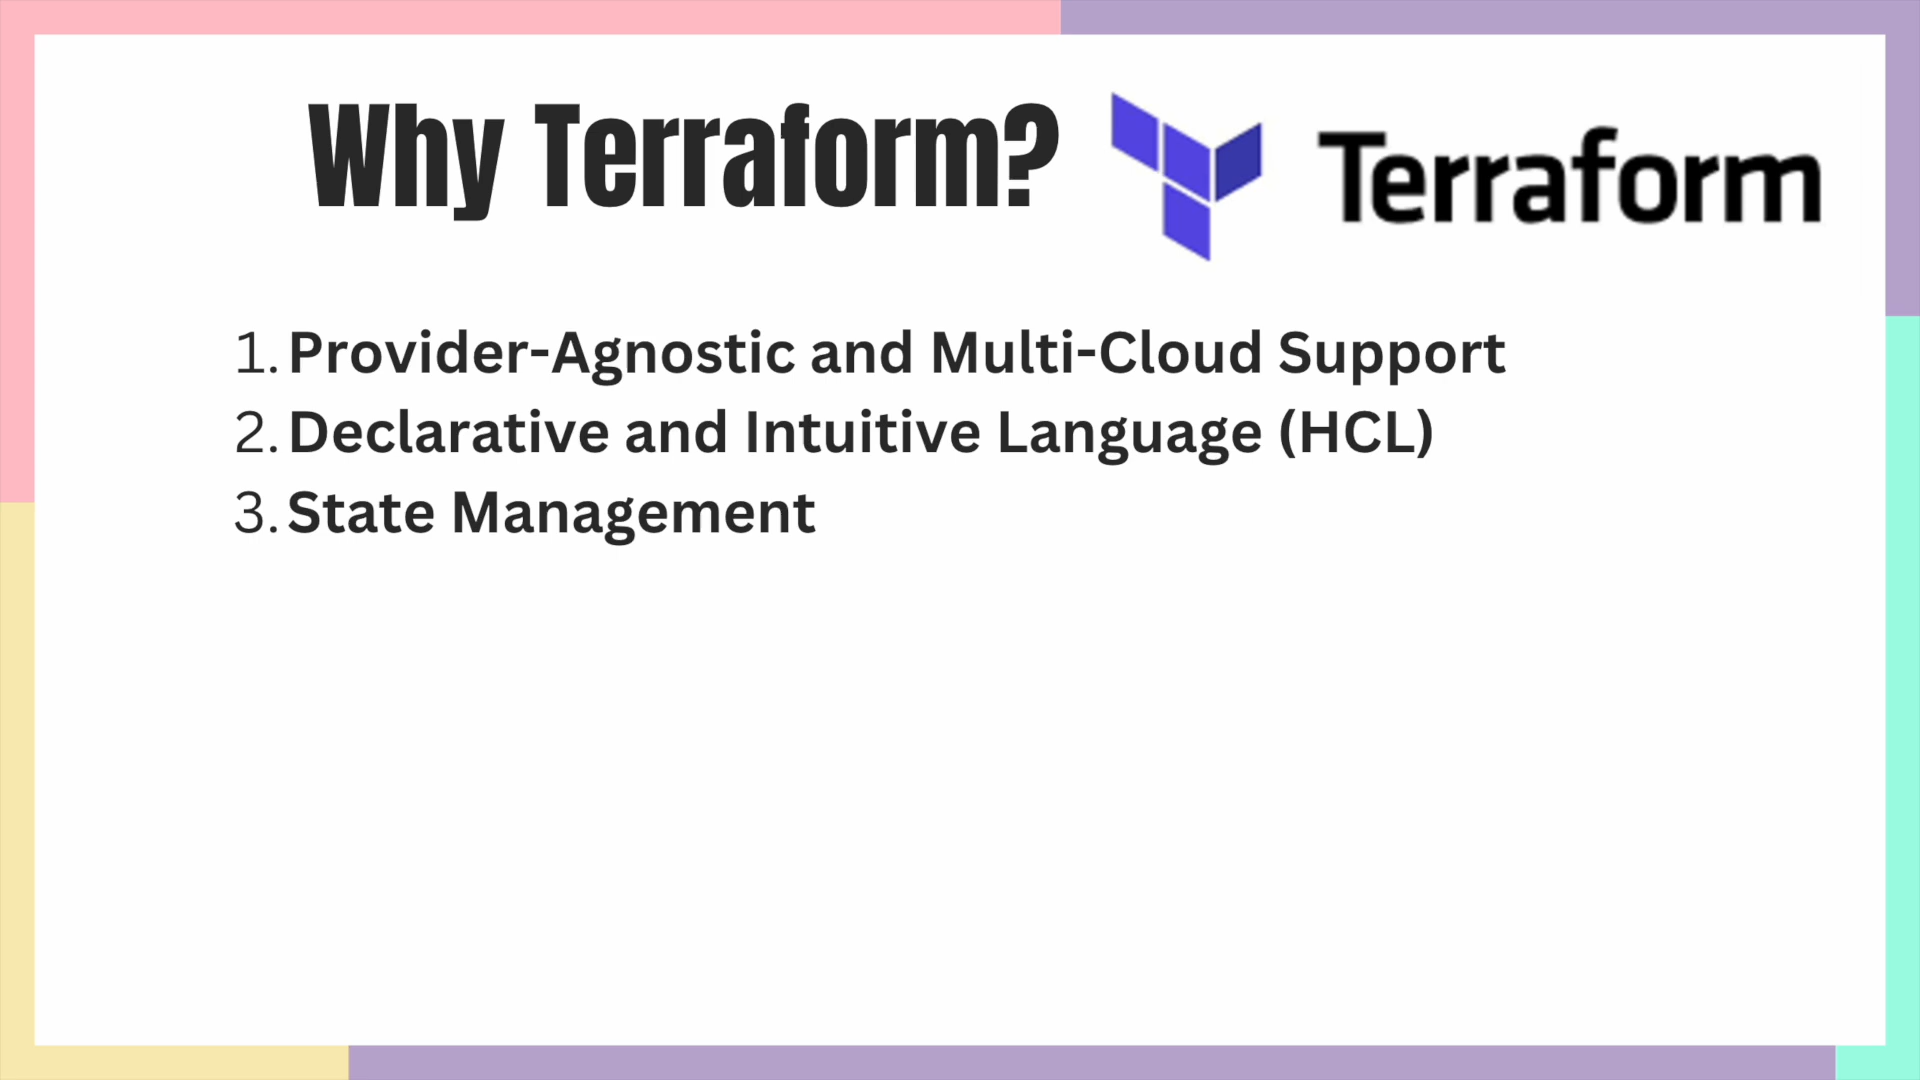 Why Terraform?
Terraform
1. Provider-Agnostic and Multi-Cloud Support
2. Declarative and Intuitive Language (HCL)
3. State Management